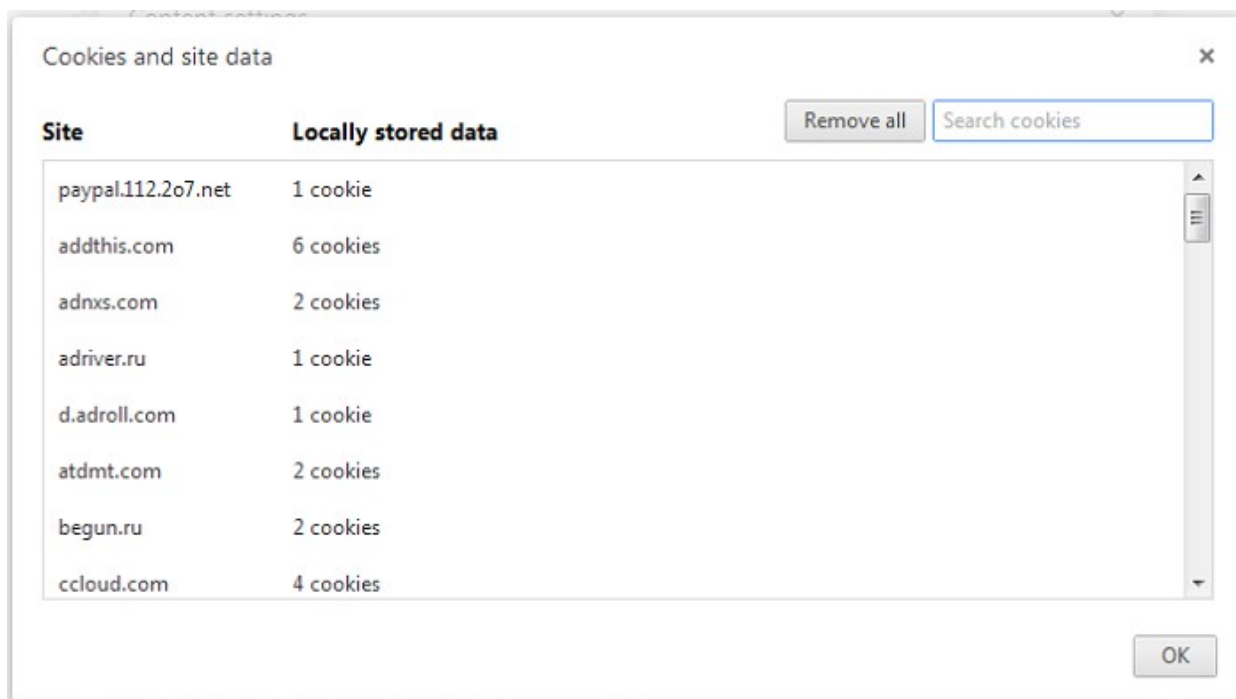 Content settings
Cookies and site data
Site Locally stored data Remove all Search cookies
paypal.112.2o7.net 1 cookie
addthis.com 6 cookies
adnxs.com 2 cookies
adriver.ru 1 cookie
d.adroll.com 1 cookie
atdmt.com 2 cookies
begun.ru 2 cookies
ccloud.com 4 cookies
OK